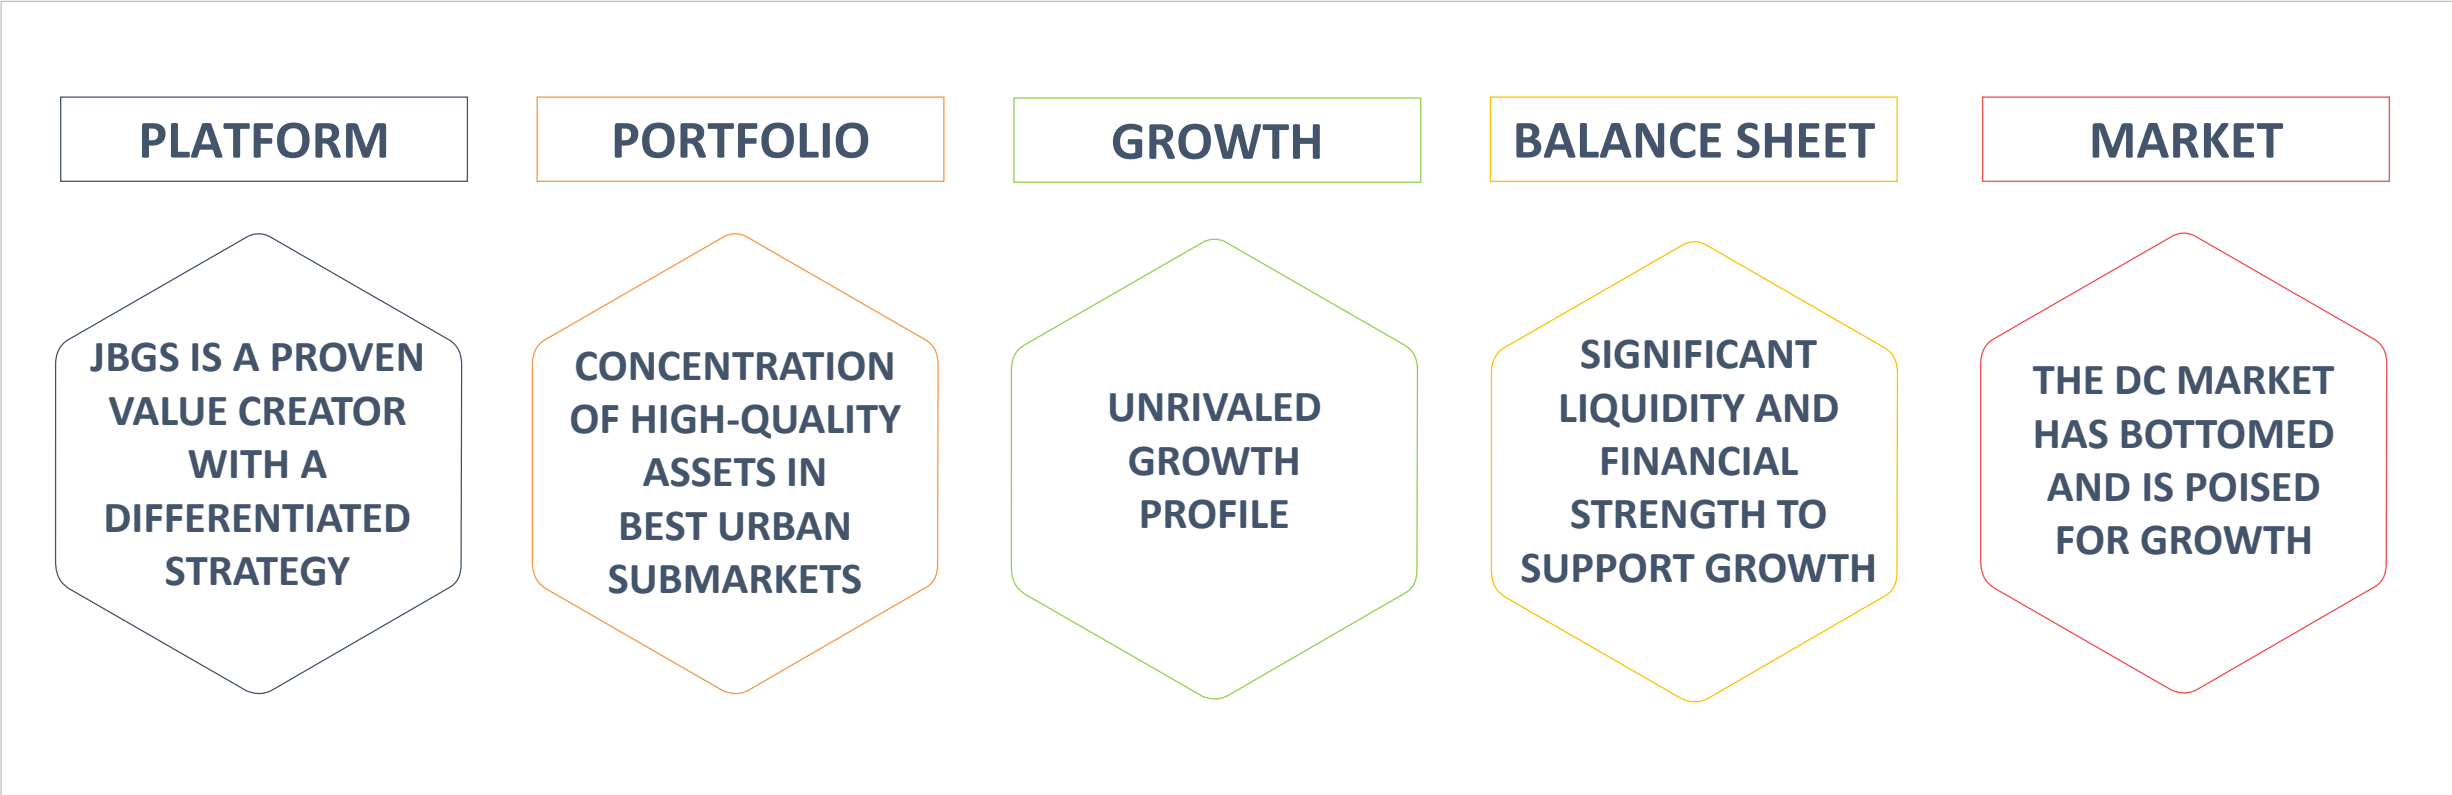 PLATFORM
PORTFOLIO
GROWTH
BALANCE SHEET
MARKET
JBGS IS A PROVEN
VALUE CREATOR
WITH A
DIFFERENTIATED
STRATEGY
CONCENTRATION
OF HIGH-QUALITY
ASSETS IN
BEST URBAN
SUBMARKETS
UNRIVALED
GROWTH
PROFILE
SIGNIFICANT
LIQUIDITY AND
FINANCIAL
STRENGTH TO
SUPPORT GROWTH
THE DC MARKET
HAS BOTTOMED
AND IS POISED
FOR GROWTH